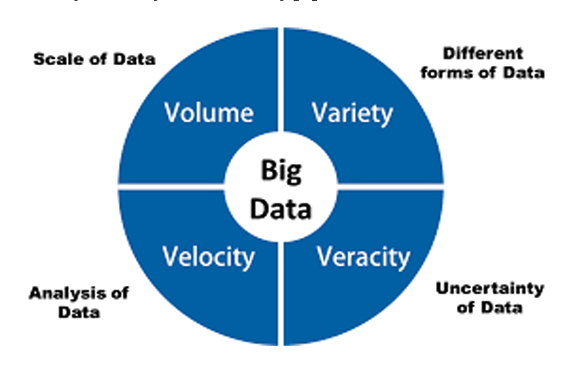 Scale of Data
Different
forms of Data
Volume
Variety
Big
Data
Velocity
Veracity
Analysis of
Data
Uncertainty
of Data